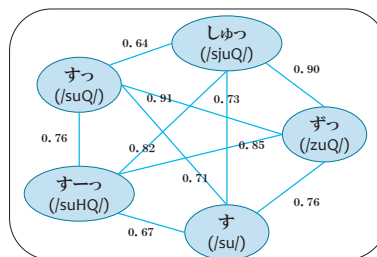 しゅっ
(/sjuQ/)
0.64
0.90
すっ
(/suQ/)
0.91
0.73
ずっ
(/zuQ/)
0.76
0.82
0.85
0.71
すーっ
(/suHQ/)
0.76
0.67
す
(/su/)